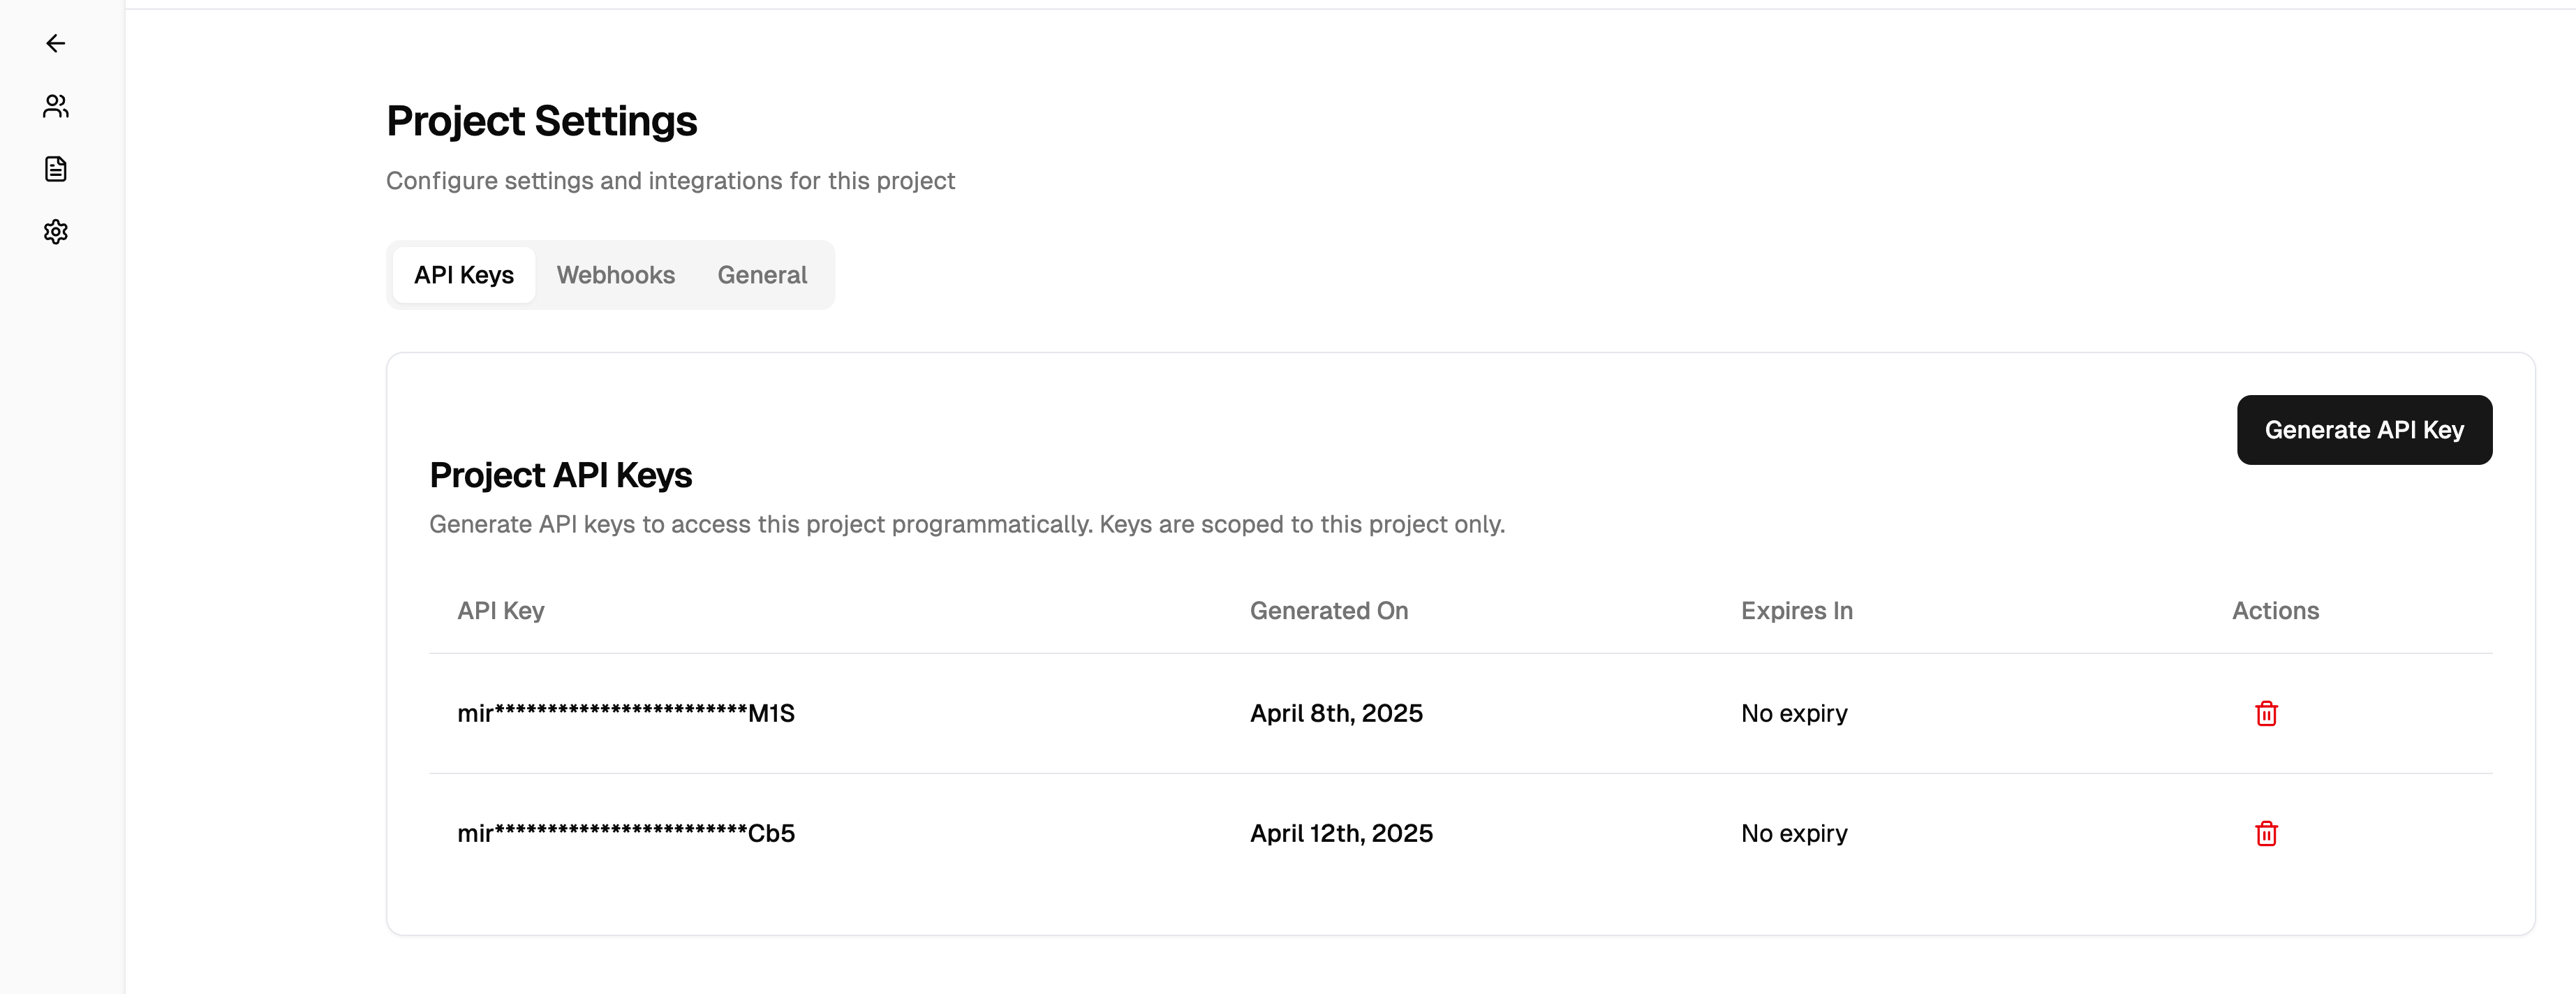 Project Settings
Configure settings and integrations for this project
API Keys Webhooks General
Generate API Key
Project API Keys
Generate API keys to access this project programmatically. Keys are scoped to this project only.
API Key Generated On Expires In Actions
mir************************M1S April 8th, 2025 No expiry
mir************************Cb5 April 12th, 2025 No expiry